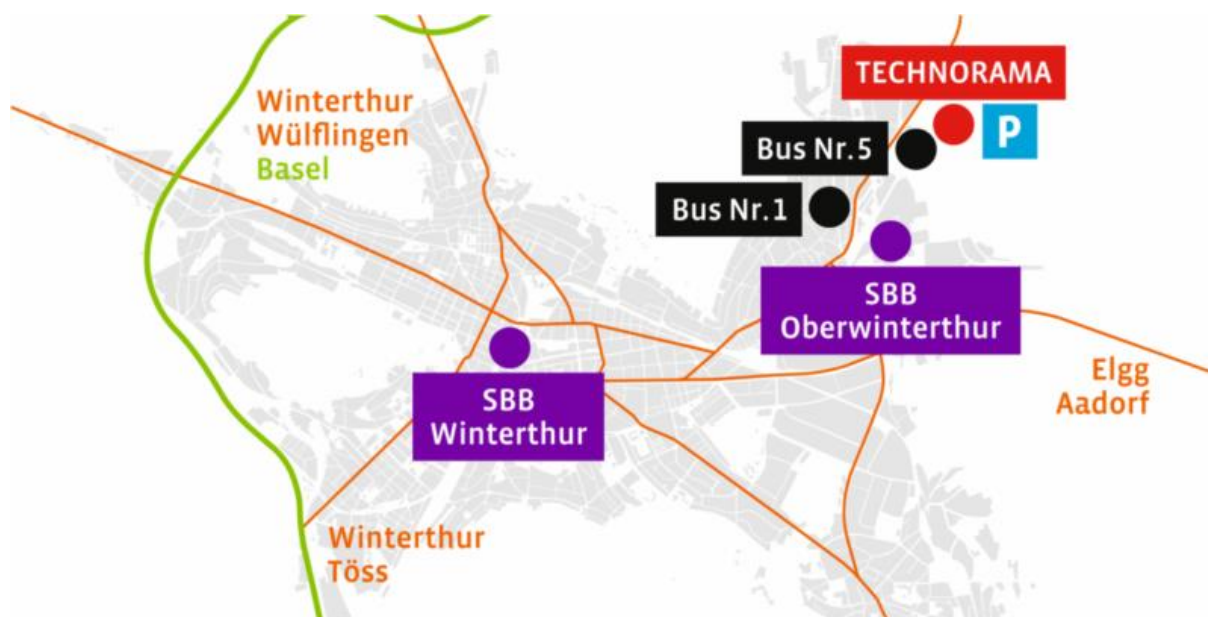 Winterthur
Wülflingen
Basel
TECHNORAMA
P
Bus Nr.5
Bus Nr.1
SBB
Oberwinterthur
SBB
Winterthur
Elgg
Aadorf
Winterthur
Töss